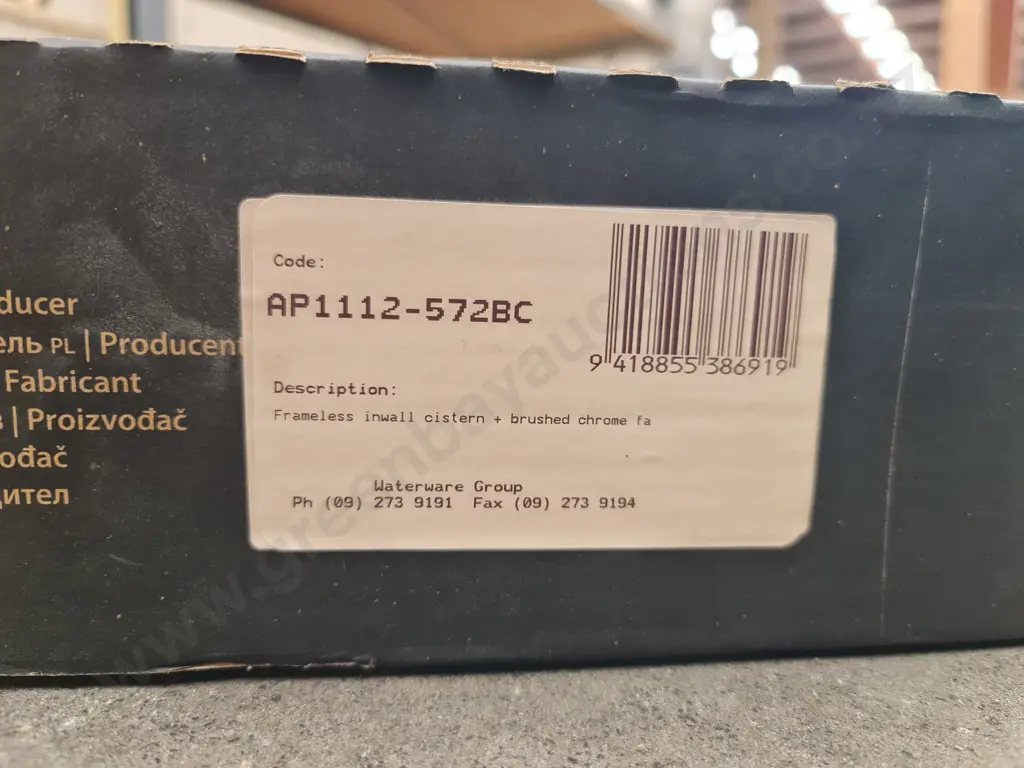 ducer
ель PL | Producent
Fabricant
| Proizvođač
ođač
дител
Code:
AP1112-572BC
9 418855 386919
Description:
Frameless inwall cistern + brushed chrome fa
Waterware Group
Ph (09) 273 9191 Fax (09) 273 9194